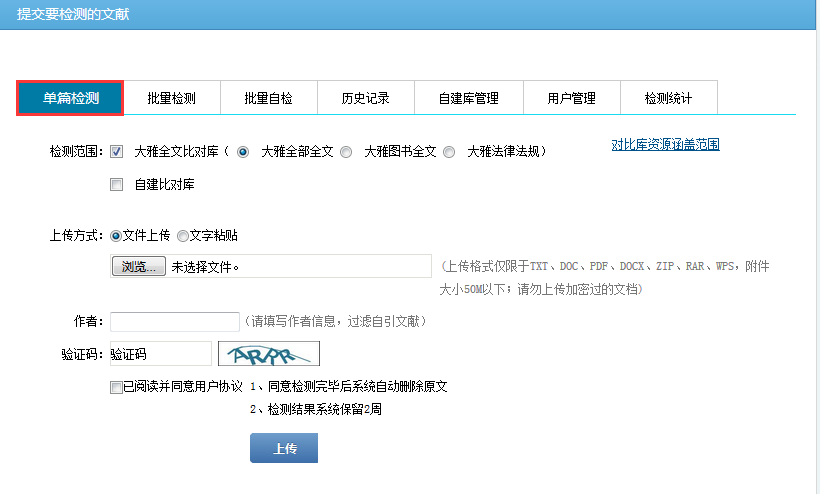 提交要检测的文献
单篇检测 批量检测 批量自检 历史记录 自建库管理 用户管理 检测统计
检测范围： 大雅全文比对库（ 大雅全部全文 大雅图书全文 大雅法律法规） 对比库资源涵盖范围
自建比对库
上传方式： 文件上传 文字粘贴
浏览... 未选择文件。 (上传格式仅限于TXT、DOC、PDF、DOCX、ZIP、RAR、WPS，附件
大小50M以下；请勿上传加密过的文档)
作者： （请填写作者信息，过滤自引文献）
验证码： 验证码 ARPR
已阅读并同意用户协议 1、同意检测完毕后系统自动删除原文
2、检测结果系统保留2周
上传